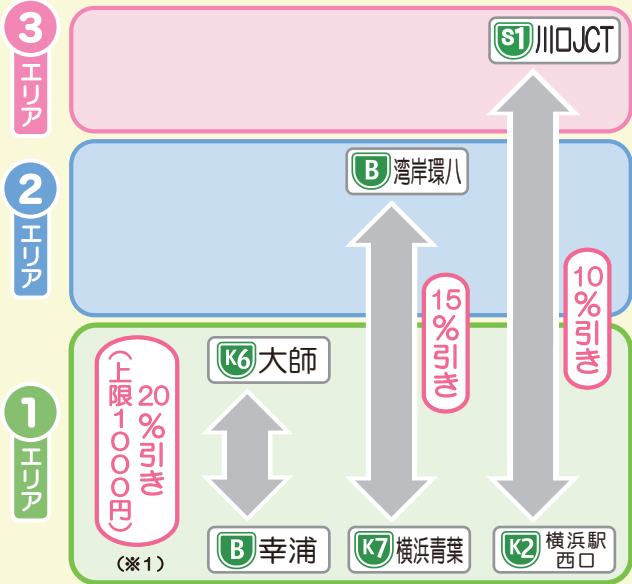 3
エリア
S1 川口JCT
2
エリア
B 湾岸環八
10%引き
15%引き
1
エリア
20%引き
(上限1000円)
(※1)
K6 大師
B 幸浦
K7 横浜青葉
K2 横浜駅
西口